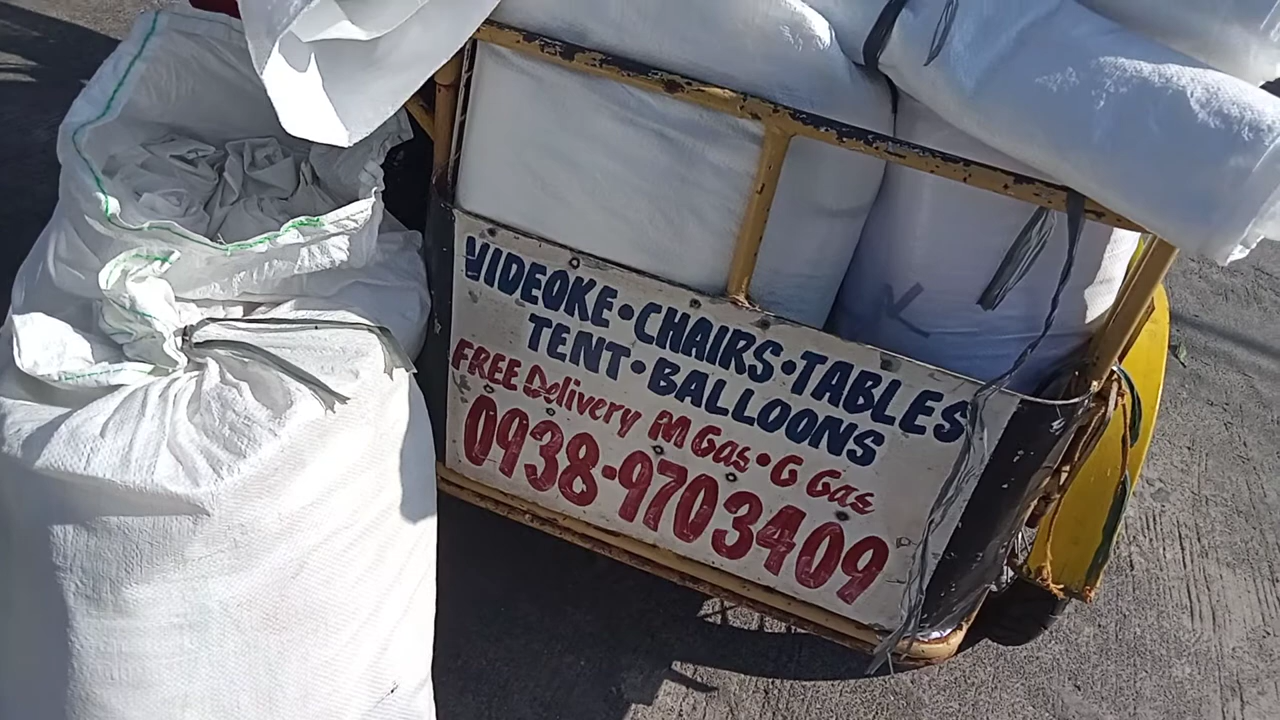 VIDEOKE • CHAIRS • TABLES
TENT • BALLOONS
FREE Delivery M Gas • G Gas
0938-9703409
K